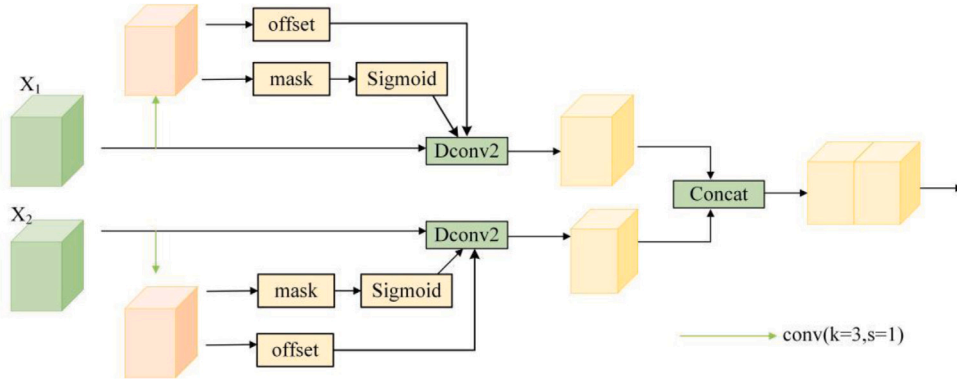 offset
mask
Sigmoid
X₁
Dconv2
Concat
X₂
Dconv2
mask
Sigmoid
offset
conv(k=3,s=1)